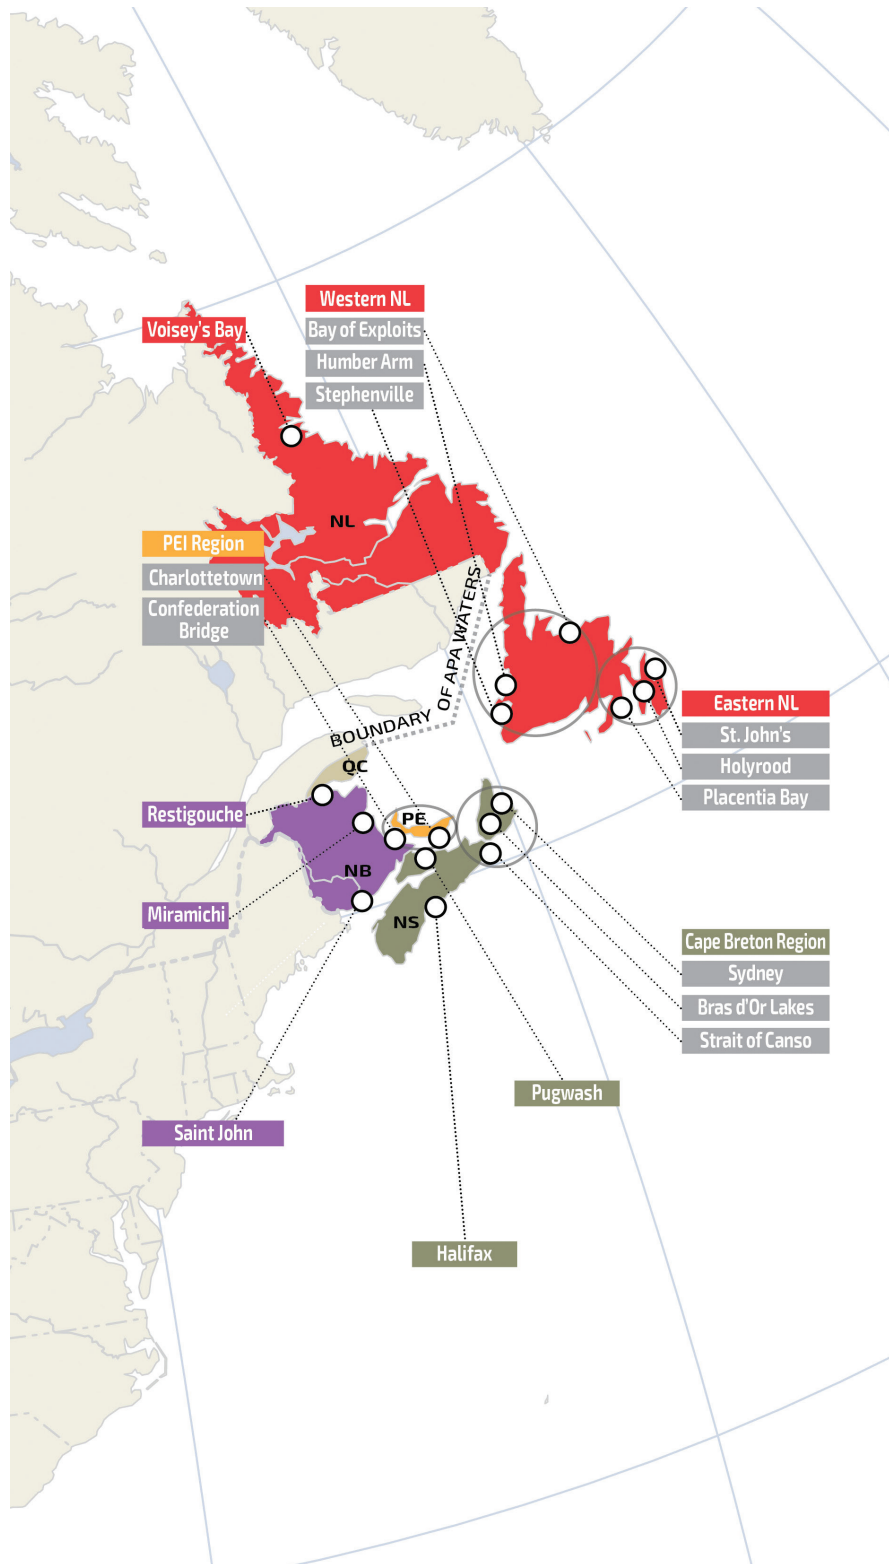 Western NL
Voisey's Bay
Bay of Exploits
Humber Arm
Stephenville
NL
PEI Region
Charlottetown
Confederation
Bridge
BOUNDARY OF APA WATERS
Eastern NL
St. John's
Holyrood
Placentia Bay
QC
Restigouche
PE
NB
Miramichi
NS
Cape Breton Region
Sydney
Bras d'Or Lakes
Strait of Canso
Pugwash
Saint John
Halifax